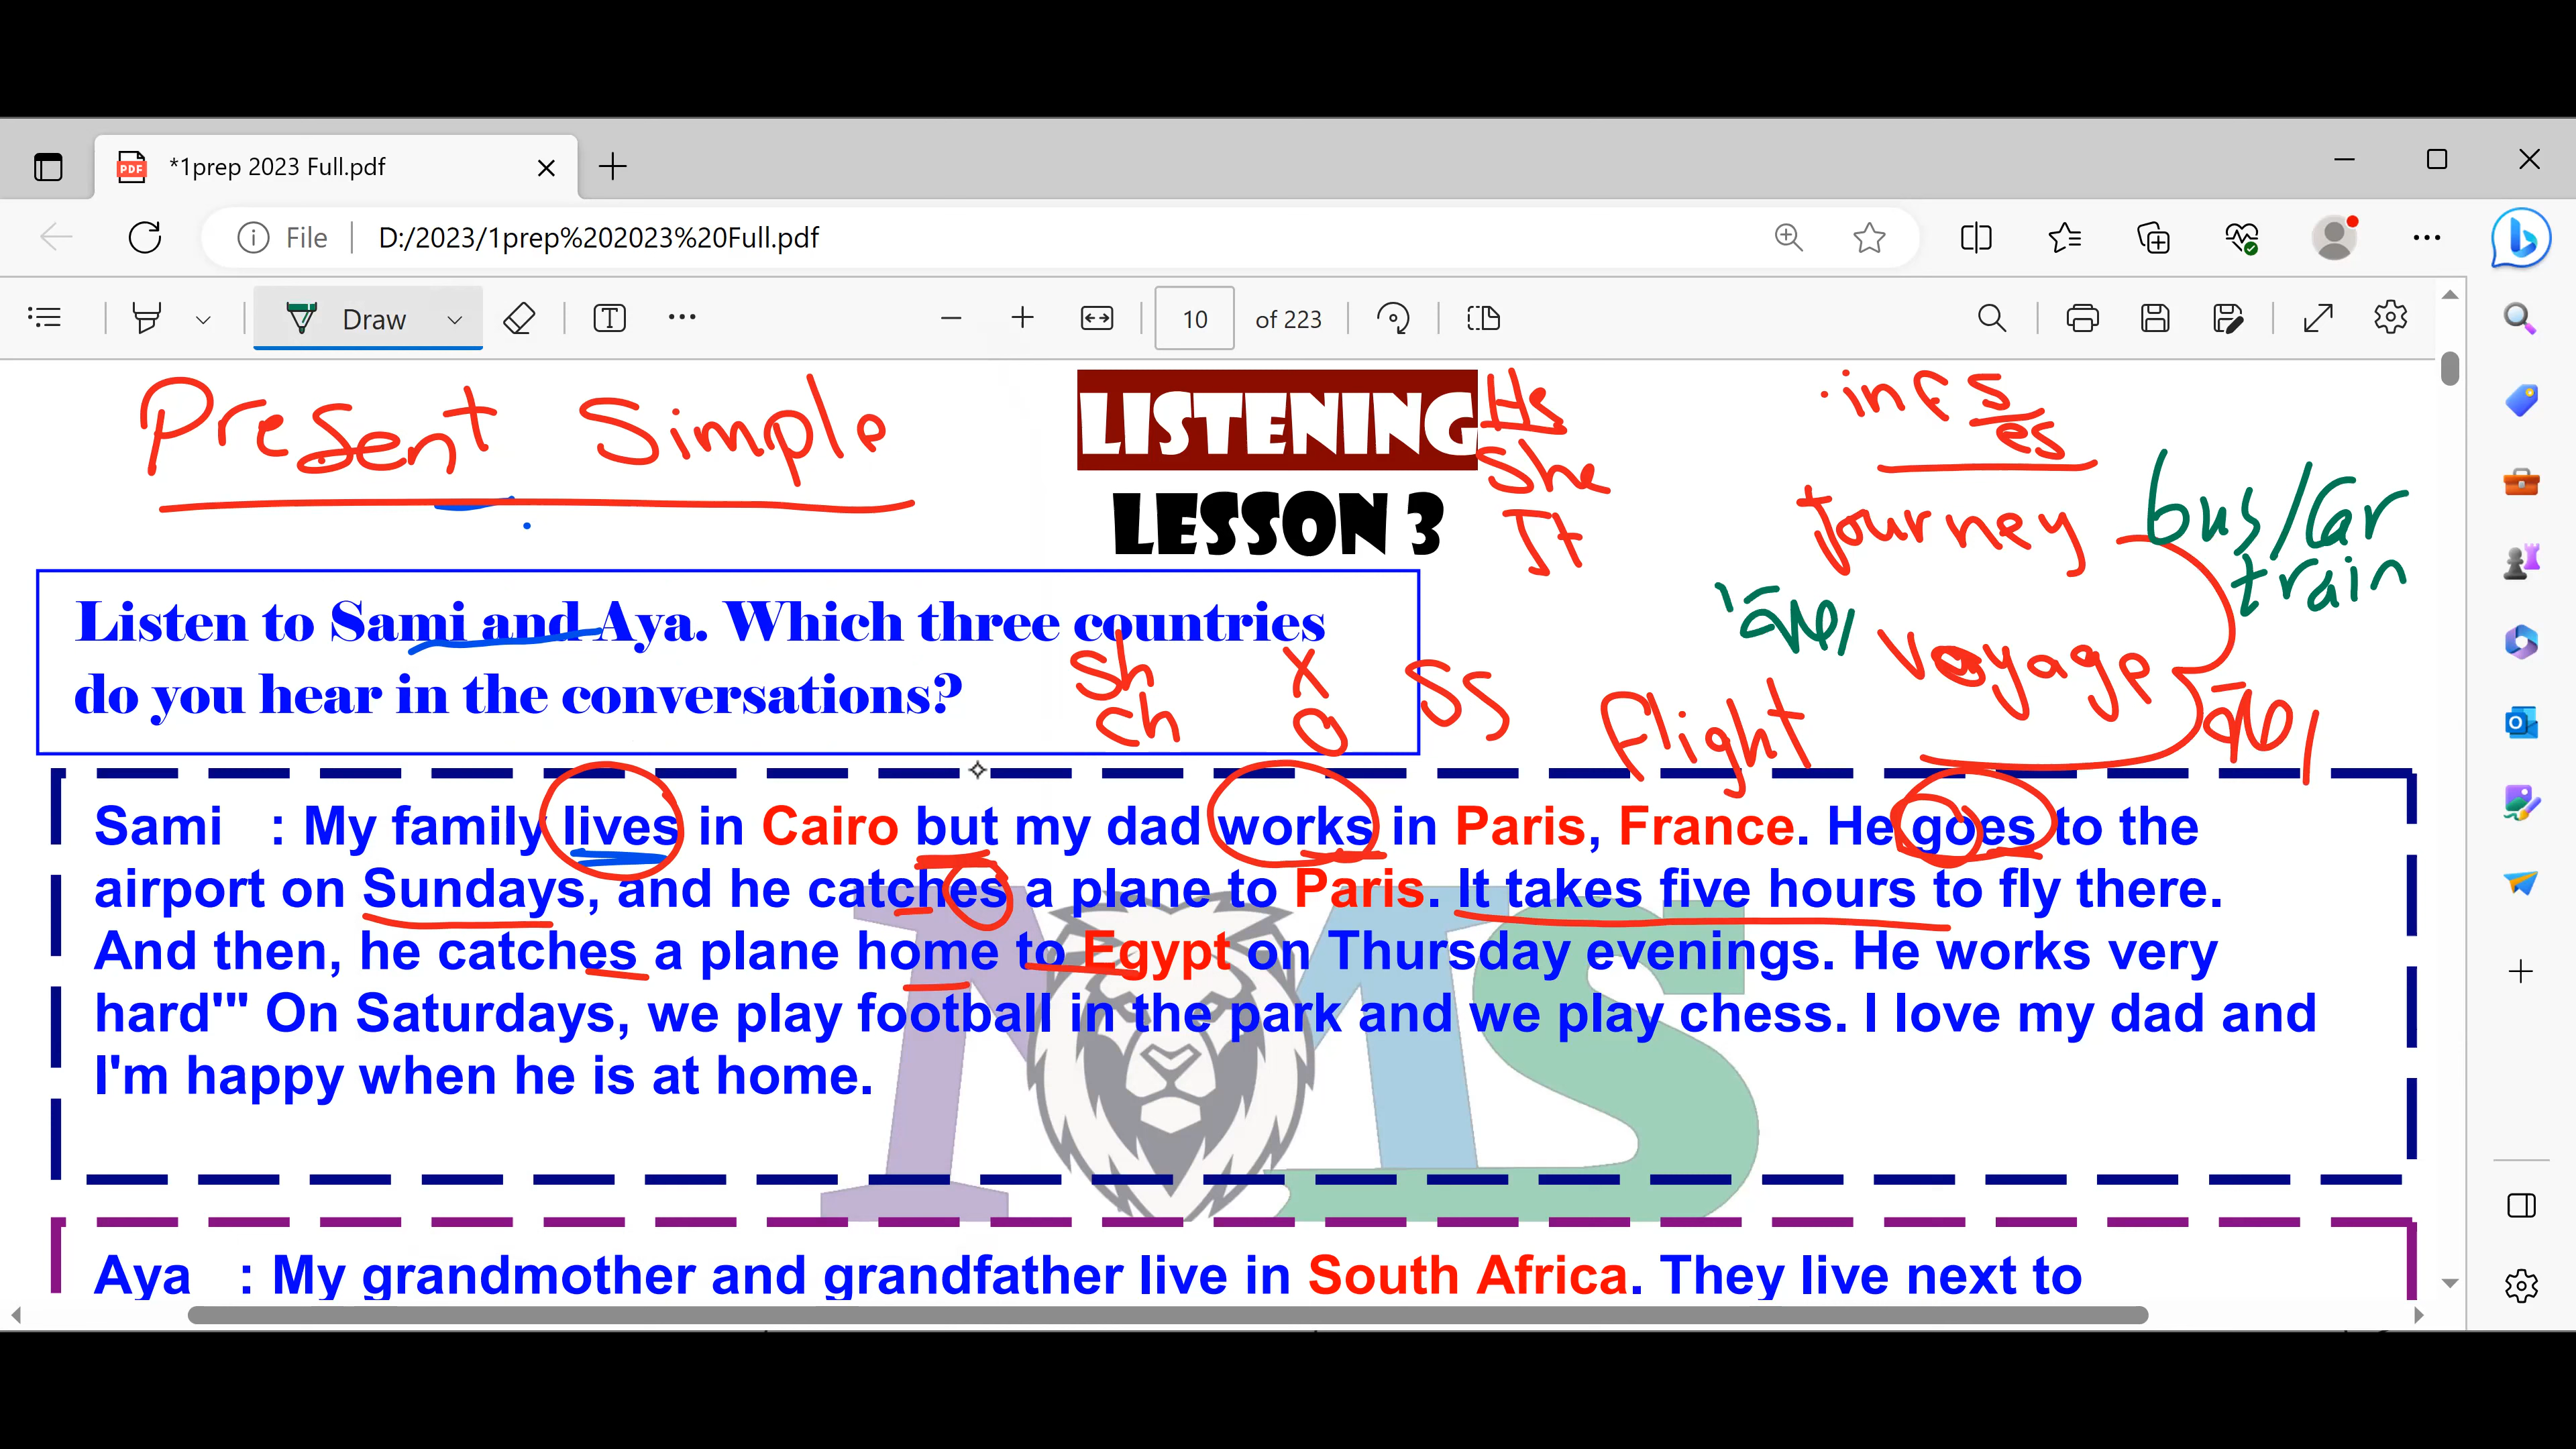 *1prep 2023 Full.pdf
File
D:/2023/1prep%202023%20Full.pdf
Draw
10 of 223
Present Simple
LISTENING
LESSON 3
He
She
It
inf s
es
journey
bus/car
train
voyage
Flight
Listen to Sami and Aya. Which three countries
do you hear in the conversations?
sh
ch
x
o
ss
Sami : My family lives in Cairo but my dad works in Paris, France. He goes to the
airport on Sundays, and he catches a plane to Paris. It takes five hours to fly there.
And then, he catches a plane home to Egypt on Thursday evenings. He works very
hard'" On Saturdays, we play football in the park and we play chess. I love my dad and
I'm happy when he is at home.
MS
Aya : My grandmother and grandfather live in South Africa. They live next to